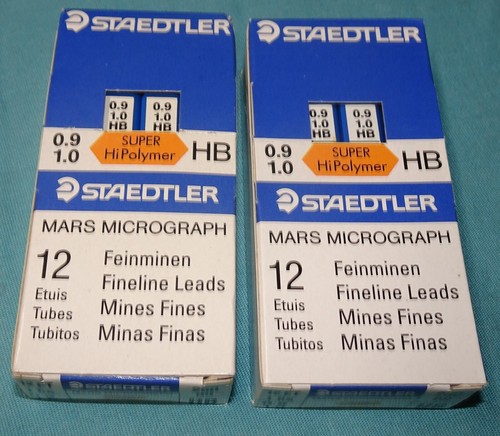 STAEDTLER
0.9 0.9
1.0 1.0
HB HB
0.9
1.0
SUPER
HiPolymer
HB
STAEDTLER
MARS MICROGRAPH
12
Etuis
Tubes
Tubitos
Feinminen
Fineline Leads
Mines Fines
Minas Finas
STAEDTLER
STAEDTLER
0.9 0.9
1.0 1.0
HB HB
0.9
1.0
SUPER
HiPolymer
HB
STAEDTLER
MARS MICROGRAPH
12
Etuis
Tubes
Tubitos
Feinminen
Fineline Leads
Mines Fines
Minas Finas
STAEDTLER